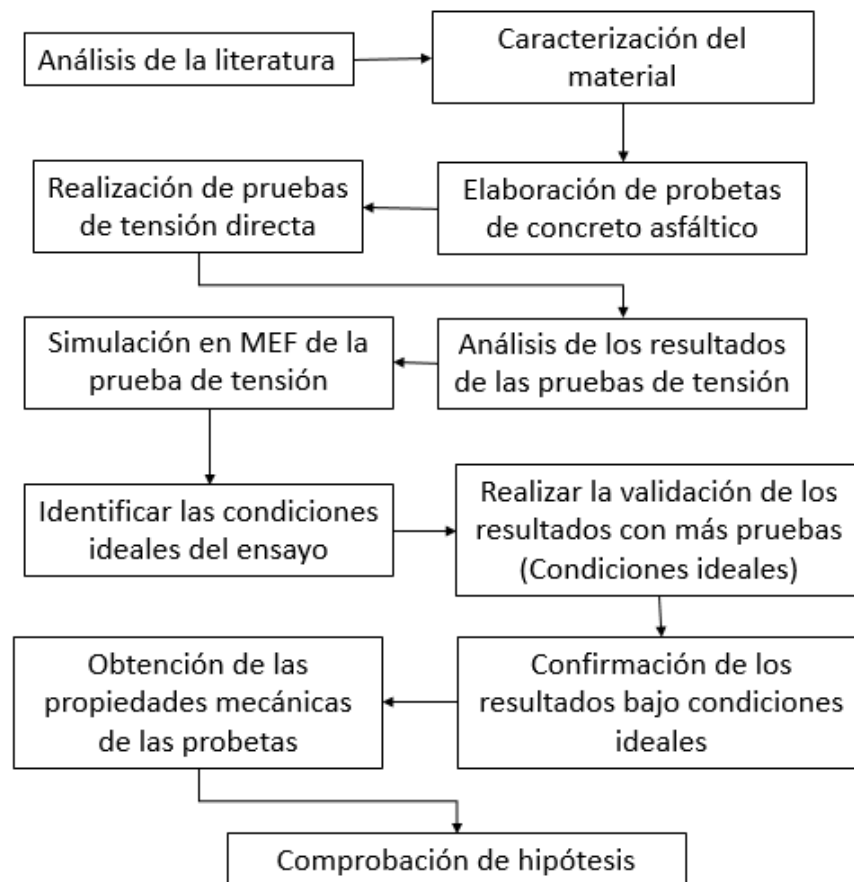 Análisis de la literatura
Caracterización del
material
Elaboración de probetas
de concreto asfáltico
Realización de pruebas
de tensión directa
Análisis de los resultados
de las pruebas de tensión
Simulación en MEF de la
prueba de tensión
Identificar las condiciones
ideales del ensayo
Realizar la validación de los
resultados con más pruebas
(Condiciones ideales)
Confirmación de los
resultados bajo condiciones
ideales
Obtención de las
propiedades mecánicas
de las probetas
Comprobación de hipótesis